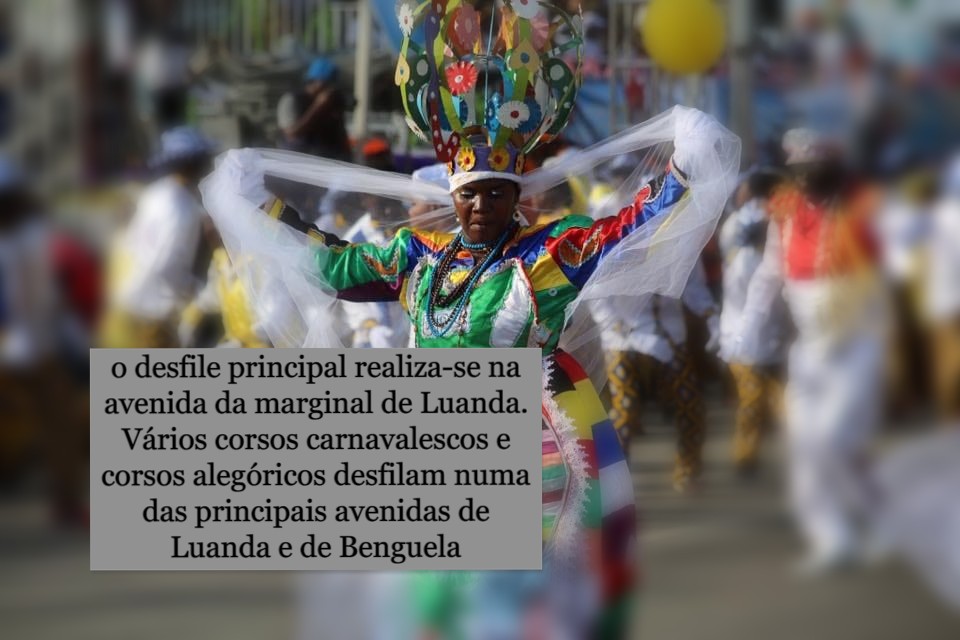 o desfile principal realiza-se na
avenida da marginal de Luanda.
Vários corsos carnavalescos e
corsos alegóricos desfilam numa
das principais avenidas de
Luanda e de Benguela